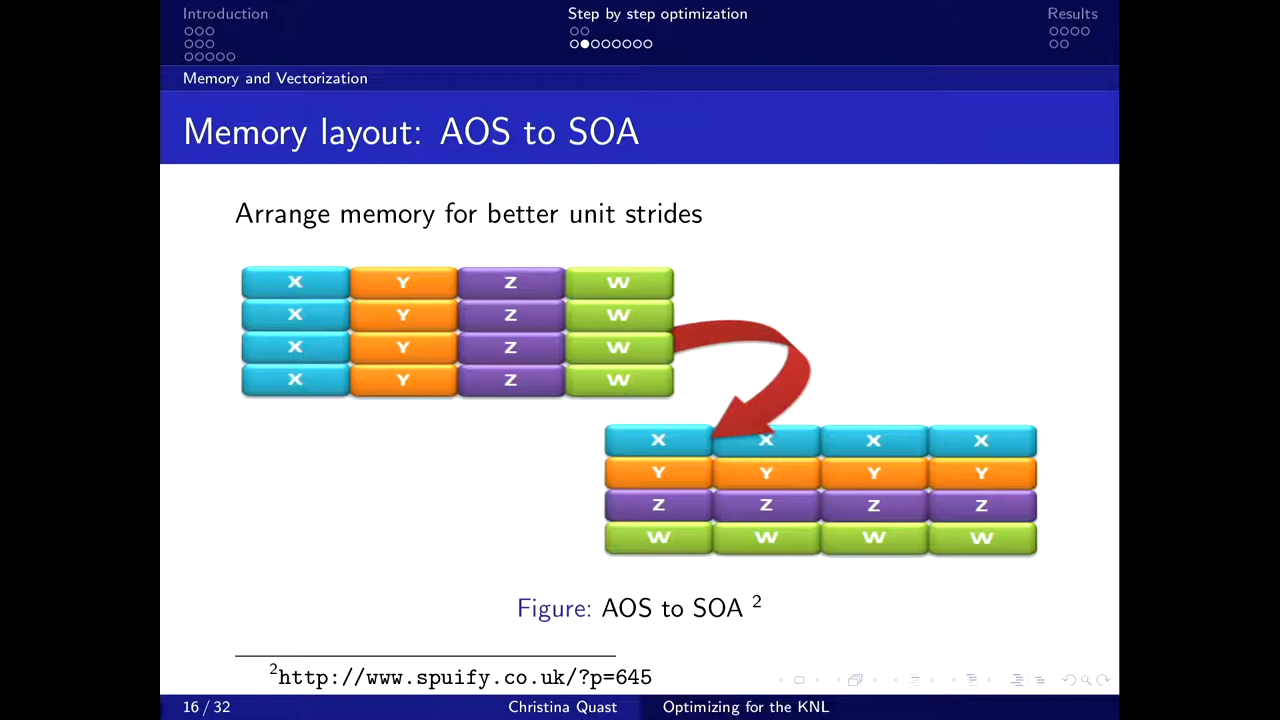 Introduction
Step by step optimization
Results
Memory and Vectorization
Memory layout: AOS to SOA
Arrange memory for better unit strides
X Y Z W
X Y Z W
X Y Z W
X Y Z W
X X X X
Y Y Y Y
Z Z Z Z
W W W W
Figure: AOS to SOA 2
2http://www.spuify.co.uk/?p=645
16 / 32
Christina Quast
Optimizing for the KNL